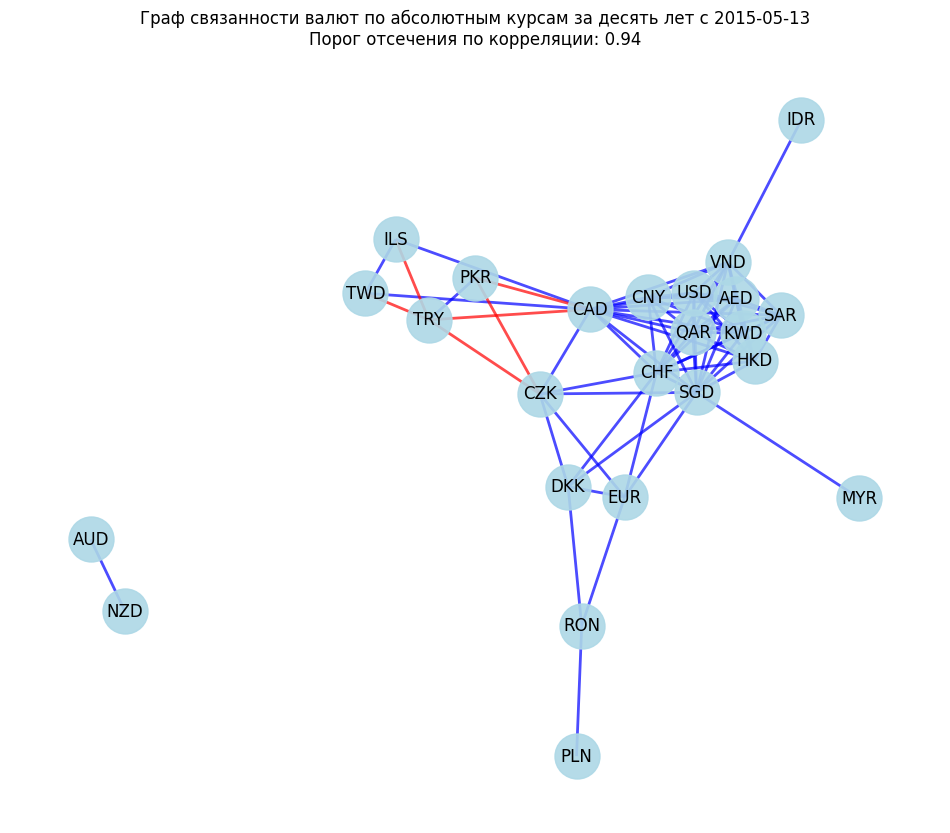 Граф связанности валют по абсолютным курсам за десять лет с 2015-05-13
Порог отсечения по корреляции: 0.94
IDR
ILS
VND
PKR
TWD
CNY
USD
AED
CAD
SAR
TRY
QAR
KWD
HKD
CHF
CZK
SGD
DKK
EUR
MYR
AUD
NZD
RON
PLN